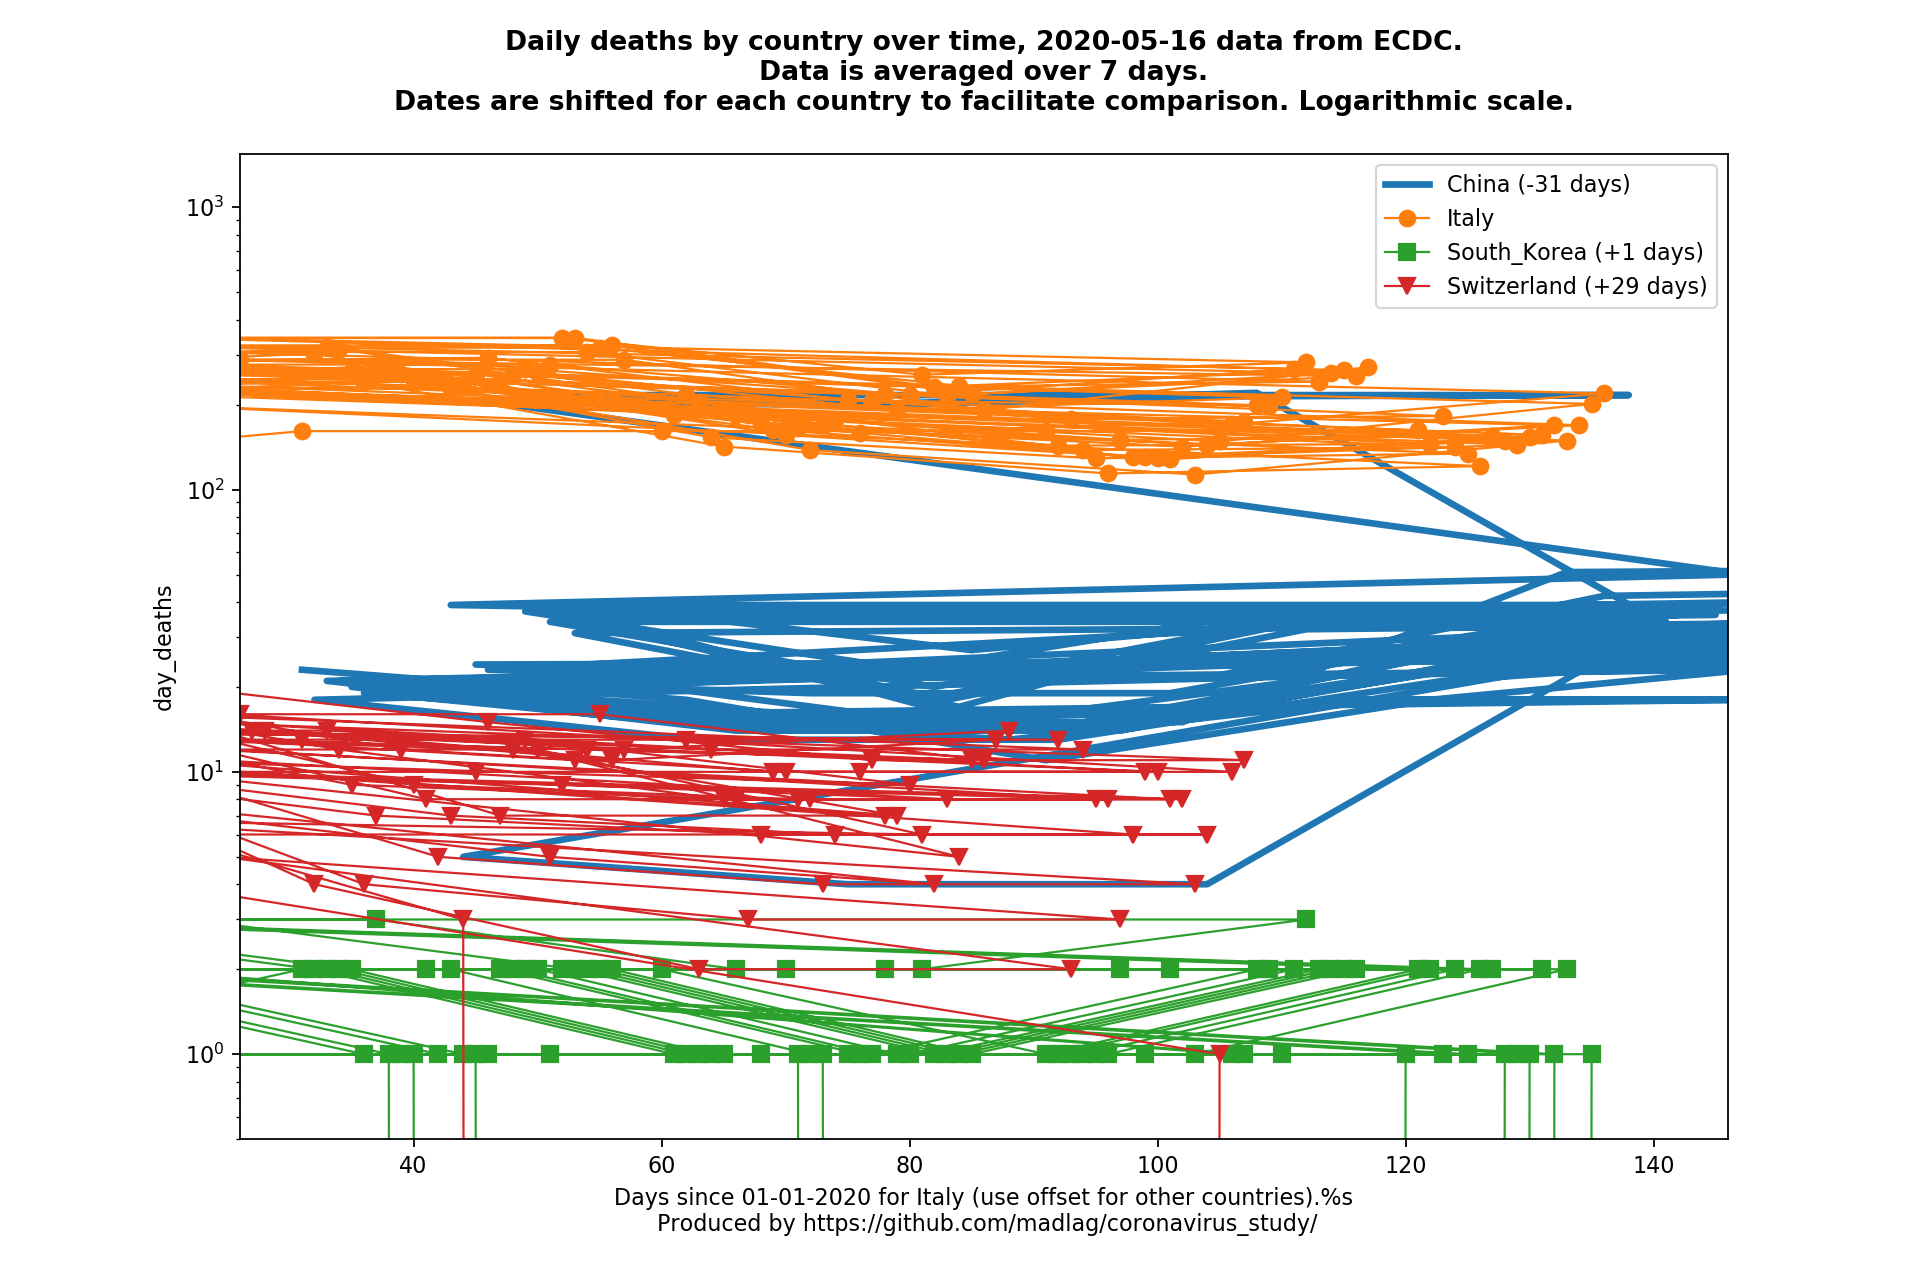 Daily deaths by country over time, 2020-05-16 data from ECDC.
Data is averaged over 7 days.
Dates are shifted for each country to facilitate comparison. Logarithmic scale.
China (-31 days)
Italy
South_Korea (+1 days)
Switzerland (+29 days)
day_deaths
10³
10²
10¹
10⁰
40 60 80 100 120 140
Days since 01-01-2020 for Italy (use offset for other countries).%s
Produced by https://github.com/madlag/coronavirus_study/